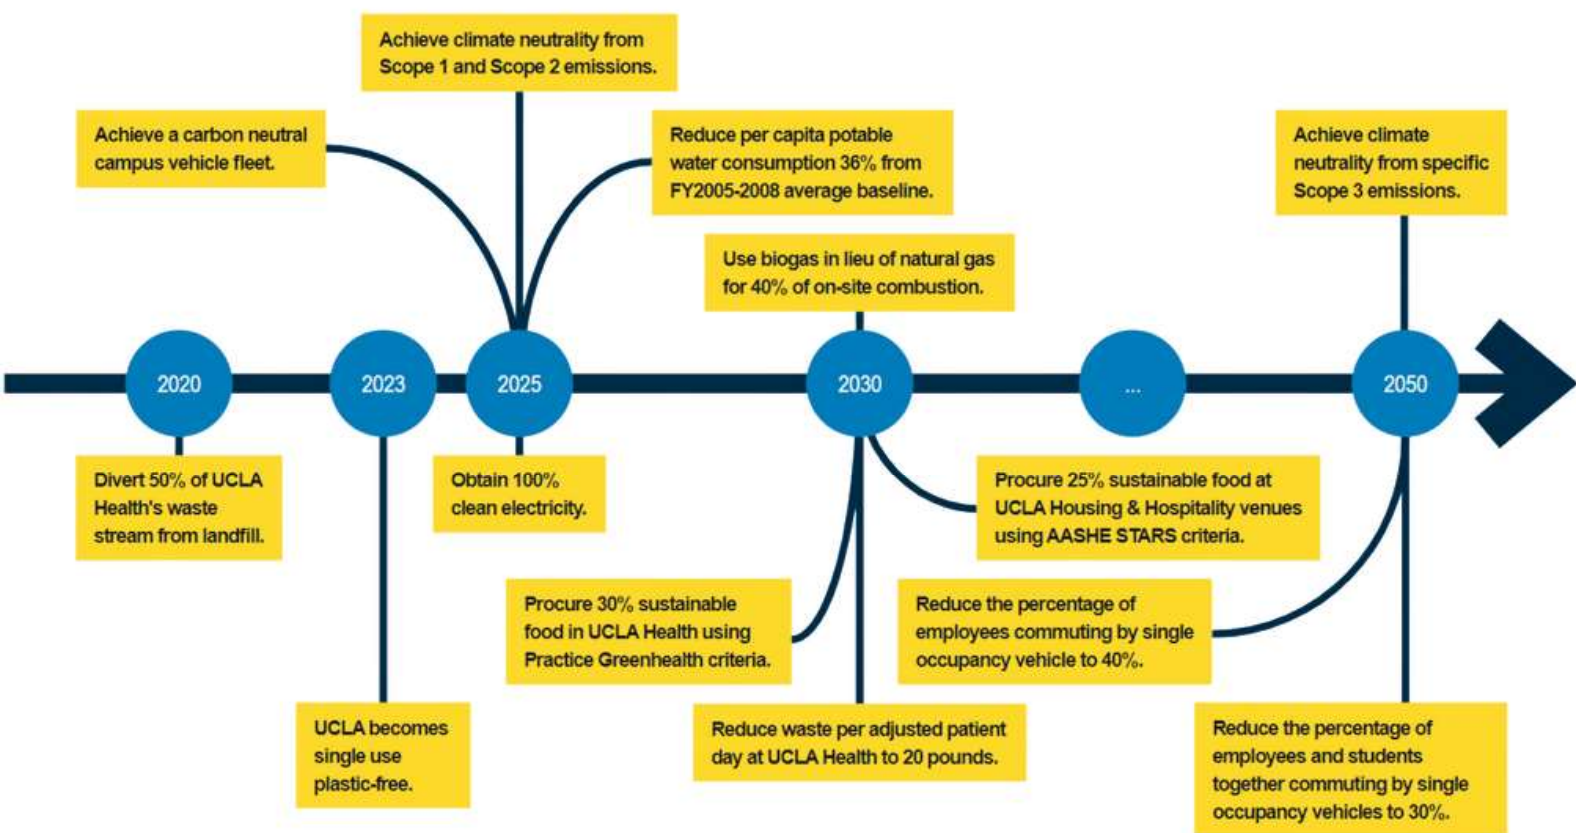 Achieve climate neutrality from
Scope 1 and Scope 2 emissions.
Achieve a carbon neutral
campus vehicle fleet.
Reduce per capita potable
water consumption 36% from
FY2005-2008 average baseline.
Achieve climate
neutrality from specific
Scope 3 emissions.
Use biogas in lieu of natural gas
for 40% of on-site combustion.
2020
2023
2025
2030
...
2050
Divert 50% of UCLA
Health's waste
stream from landfill.
Obtain 100%
clean electricity.
Procure 25% sustainable food at
UCLA Housing & Hospitality venues
using AASHE STARS criteria.
Procure 30% sustainable
food in UCLA Health using
Practice Greenhealth criteria.
Reduce the percentage of
employees commuting by single
occupancy vehicle to 40%.
UCLA becomes
single use
plastic-free.
Reduce waste per adjusted patient
day at UCLA Health to 20 pounds.
Reduce the percentage of
employees and students
together commuting by single
occupancy vehicles to 30%.